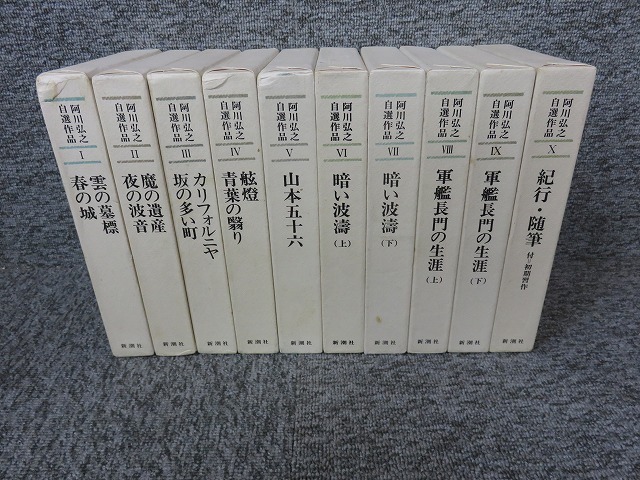 阿川弘之
自選作品
Ⅰ
雲の墓標
春の城
新潮社
阿川弘之
自選作品
Ⅱ
魔の遺産
夜の波音
新潮社
阿川弘之
自選作品
Ⅲ
カリフォルニヤ
坂の多い町
新潮社
阿川弘之
自選作品
Ⅳ
舷燈
青葉の翳り
新潮社
阿川弘之
自選作品
Ⅴ
山本五十六
新潮社
阿川弘之
自選作品
Ⅵ
暗い波濤(上)
新潮社
阿川弘之
自選作品
Ⅶ
暗い波濤(下)
新潮社
阿川弘之
自選作品
Ⅷ
軍艦長門の生涯(上)
新潮社
阿川弘之
自選作品
Ⅸ
軍艦長門の生涯(下)
新潮社
阿川弘之
自選作品
Ⅹ
紀行・随筆 付・初期習作
新潮社